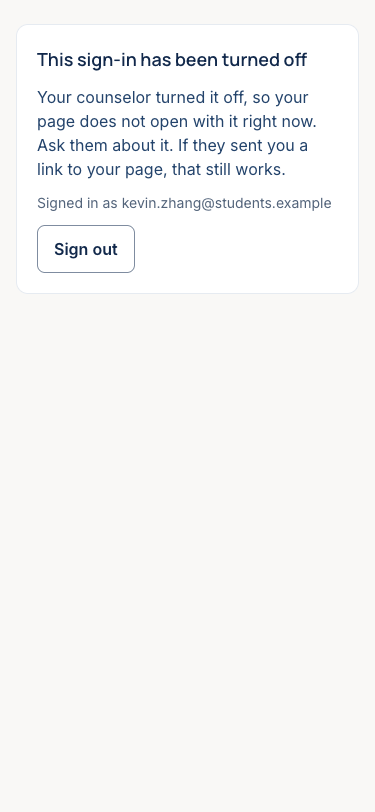 This sign-in has been turned off
Your counselor turned it off, so your
page does not open with it right now.
Ask them about it. If they sent you a
link to your page, that still works.
Signed in as kevin.zhang@students.example
Sign out